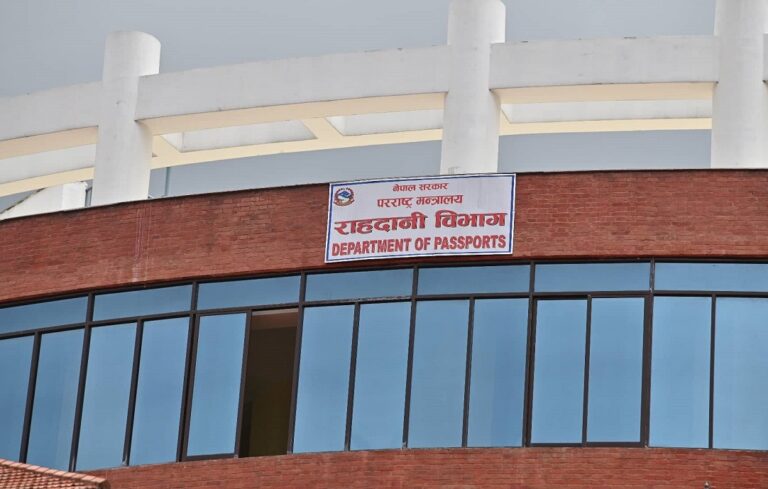 नेपाल सरकार
परराष्ट्र मन्त्रालय
राहदानी विभाग
DEPARTMENT OF PASSPORTS